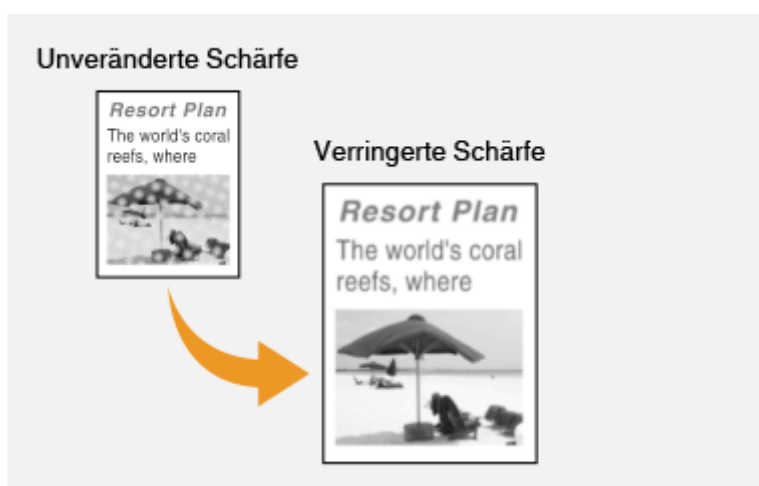 Unveränderte Schärfe
Resort Plan
The world's coral
reefs, where
Verringerte Schärfe
Resort Plan
The world's coral
reefs, where